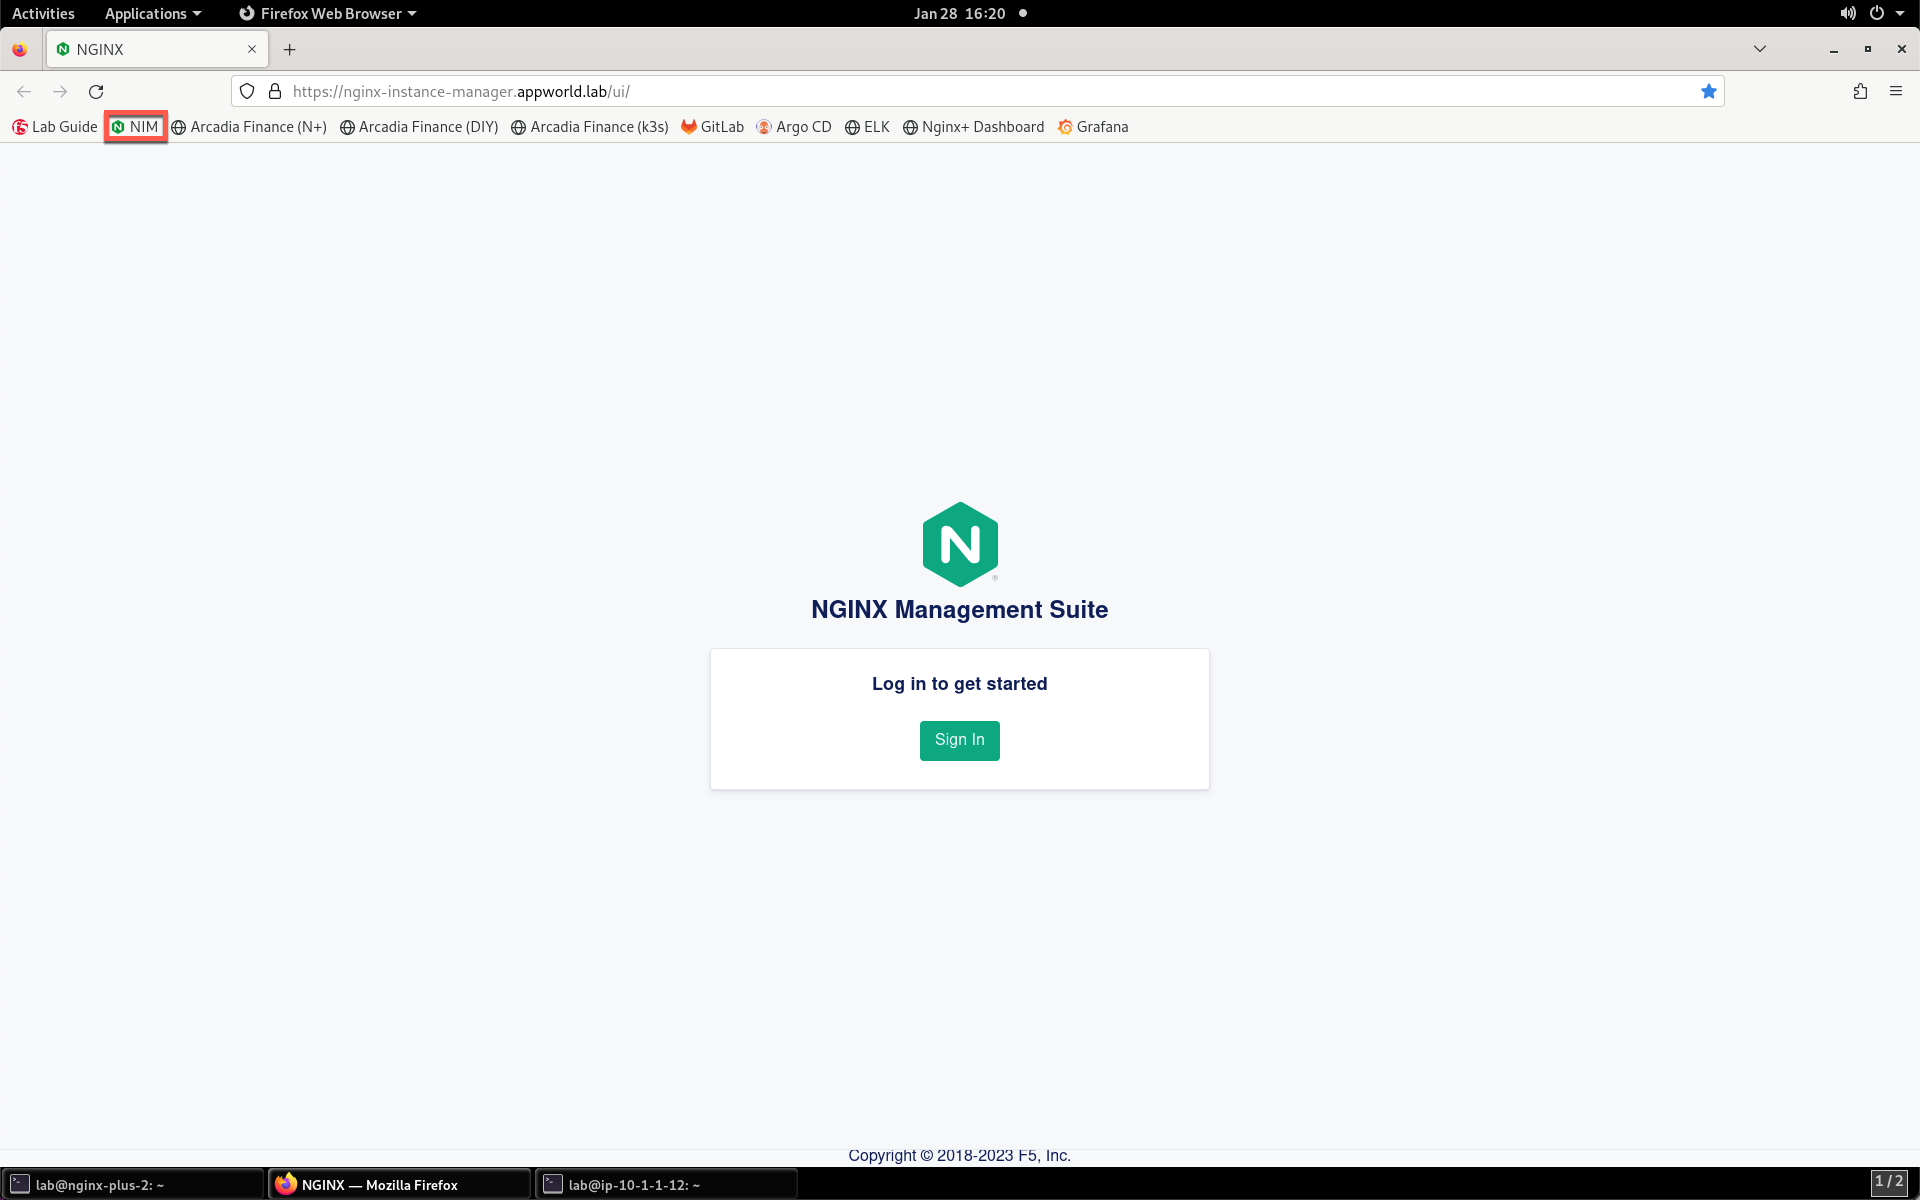 Activities Applications Firefox Web Browser Jan 28 16:20
NGINX
https://nginx-instance-manager.appworld.lab/ui/
Lab Guide NIM Arcadia Finance (N+) Arcadia Finance (DIY) Arcadia Finance (k3s) GitLab Argo CD ELK Nginx+ Dashboard Grafana
N
NGINX Management Suite
Log in to get started
Sign In
Copyright © 2018-2023 F5, Inc.
lab@nginx-plus-2: ~ NGINX — Mozilla Firefox lab@ip-10-1-1-12: ~ 1 / 2